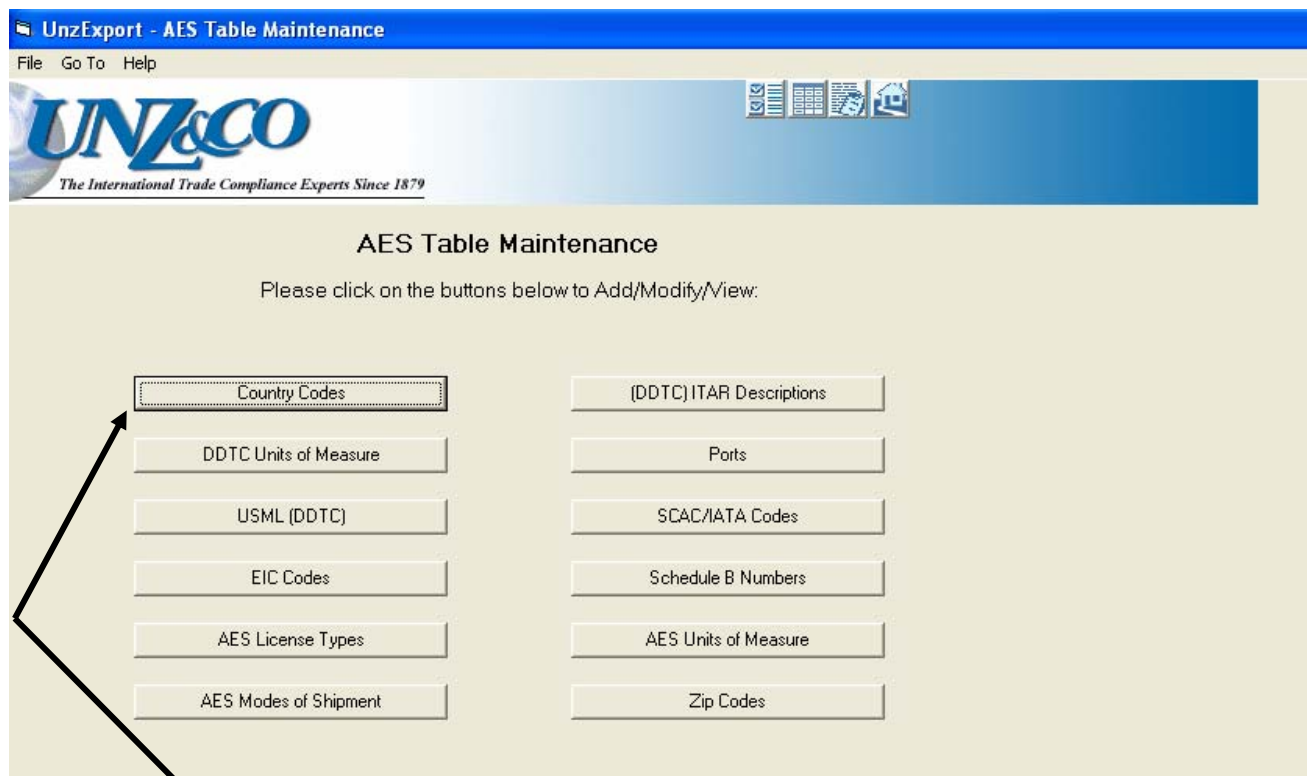 UnzExport - AES Table Maintenance
File Go To Help
UNZ&CO
The International Trade Compliance Experts Since 1879
AES Table Maintenance
Please click on the buttons below to Add/Modify/View:
Country Codes
(DDTC) ITAR Descriptions
DDTC Units of Measure
Ports
USML (DDTC)
SCAC/IATA Codes
EIC Codes
Schedule B Numbers
AES License Types
AES Units of Measure
AES Modes of Shipment
Zip Codes